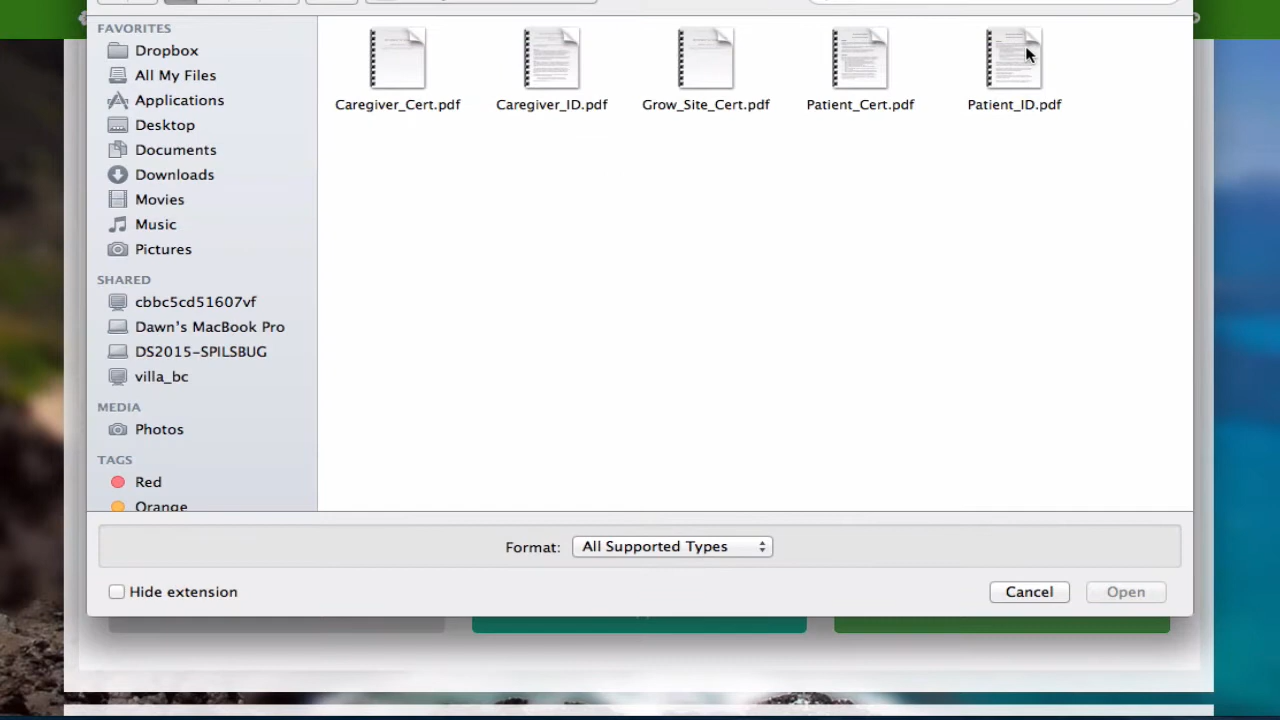 FAVORITES
Dropbox
All My Files
Applications
Desktop
Documents
Downloads
Movies
Music
Pictures
SHARED
cbbc5cd51607vf
Dawn's MacBook Pro
DS2015-SPILSBUG
villa_bc
MEDIA
Photos
TAGS
Red
Orange
Caregiver_Cert.pdf
Caregiver_ID.pdf
Grow_Site_Cert.pdf
Patient_Cert.pdf
Patient_ID.pdf
Format: All Supported Types
Hide extension
Cancel
Open